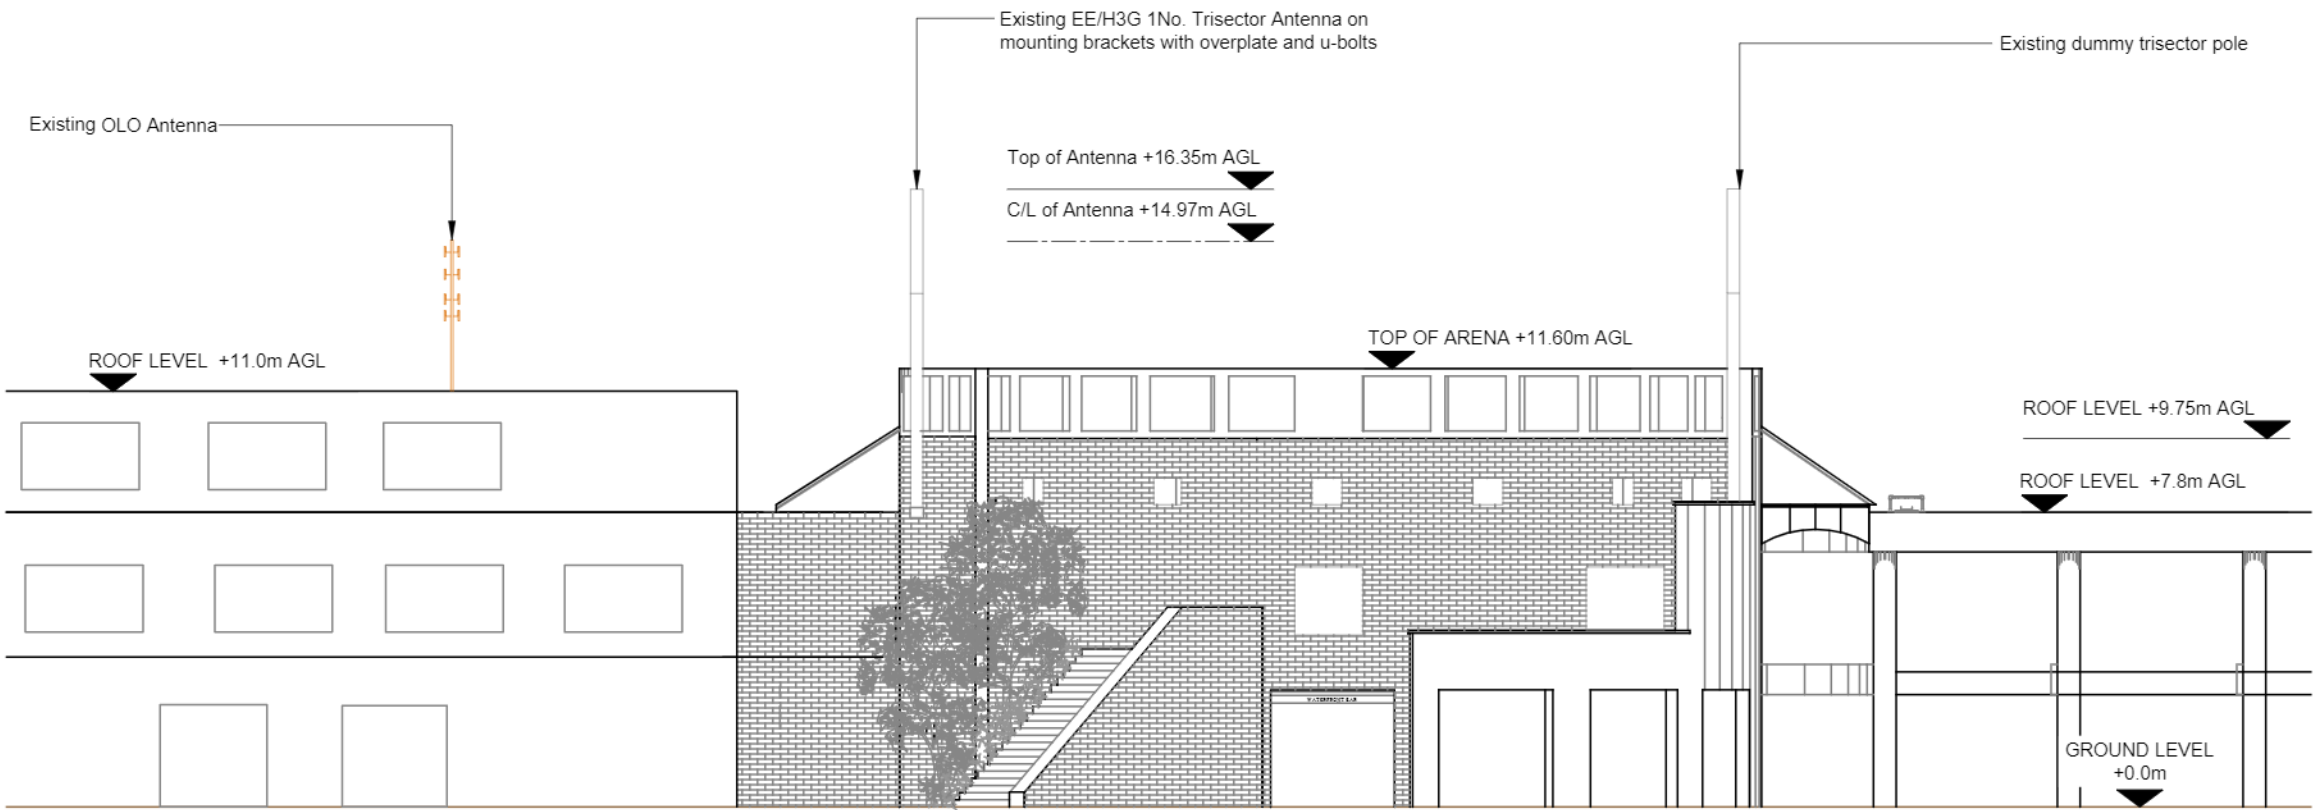 Existing EE/H3G 1No. Trisector Antenna on
mounting brackets with overplate and u-bolts
Existing dummy trisector pole
Existing OLO Antenna
Top of Antenna +16.35m AGL
C/L of Antenna +14.97m AGL
TOP OF ARENA +11.60m AGL
ROOF LEVEL +11.0m AGL
ROOF LEVEL +9.75m AGL
ROOF LEVEL +7.8m AGL
WATERFRONT BAR
GROUND LEVEL
+0.0m